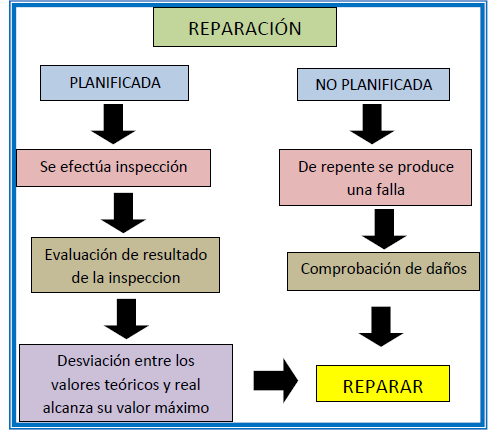 REPARACIÓN
PLANIFICADA
Se efectúa inspección
Evaluación de resultado
de la inspeccion
Desviación entre los
valores teóricos y real
alcanza su valor máximo
NO PLANIFICADA
De repente se produce
una falla
Comprobación de daños
REPARAR